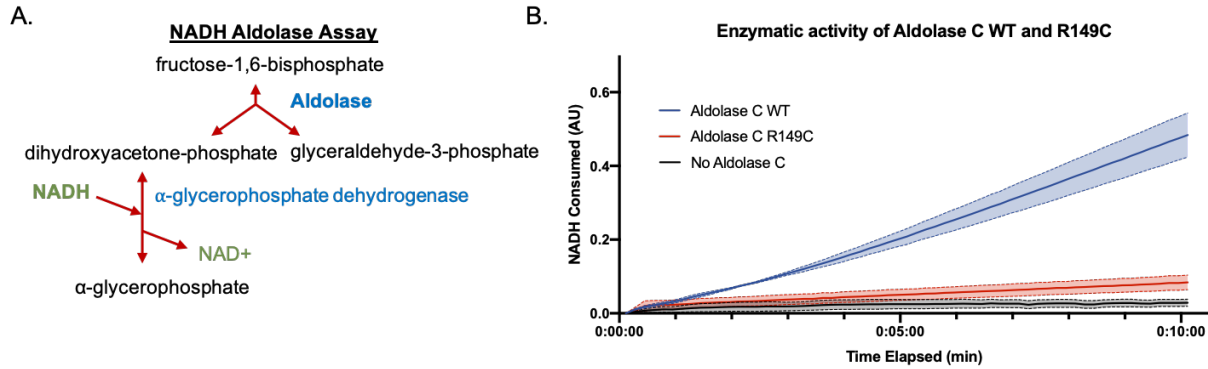 A.
NADH Aldolase Assay
fructose-1,6-bisphosphate
Aldolase
dihydroxyacetone-phosphate
glyceraldehyde-3-phosphate
NADH
α-glycerophosphate dehydrogenase
NAD+
α-glycerophosphate
B.
Enzymatic activity of Aldolase C WT and R149C
NADH Consumed (AU)
0.6
0.4
0.2
0.0
Aldolase C WT
Aldolase C R149C
No Aldolase C
0:00:00
0:05:00
0:10:00
Time Elapsed (min)